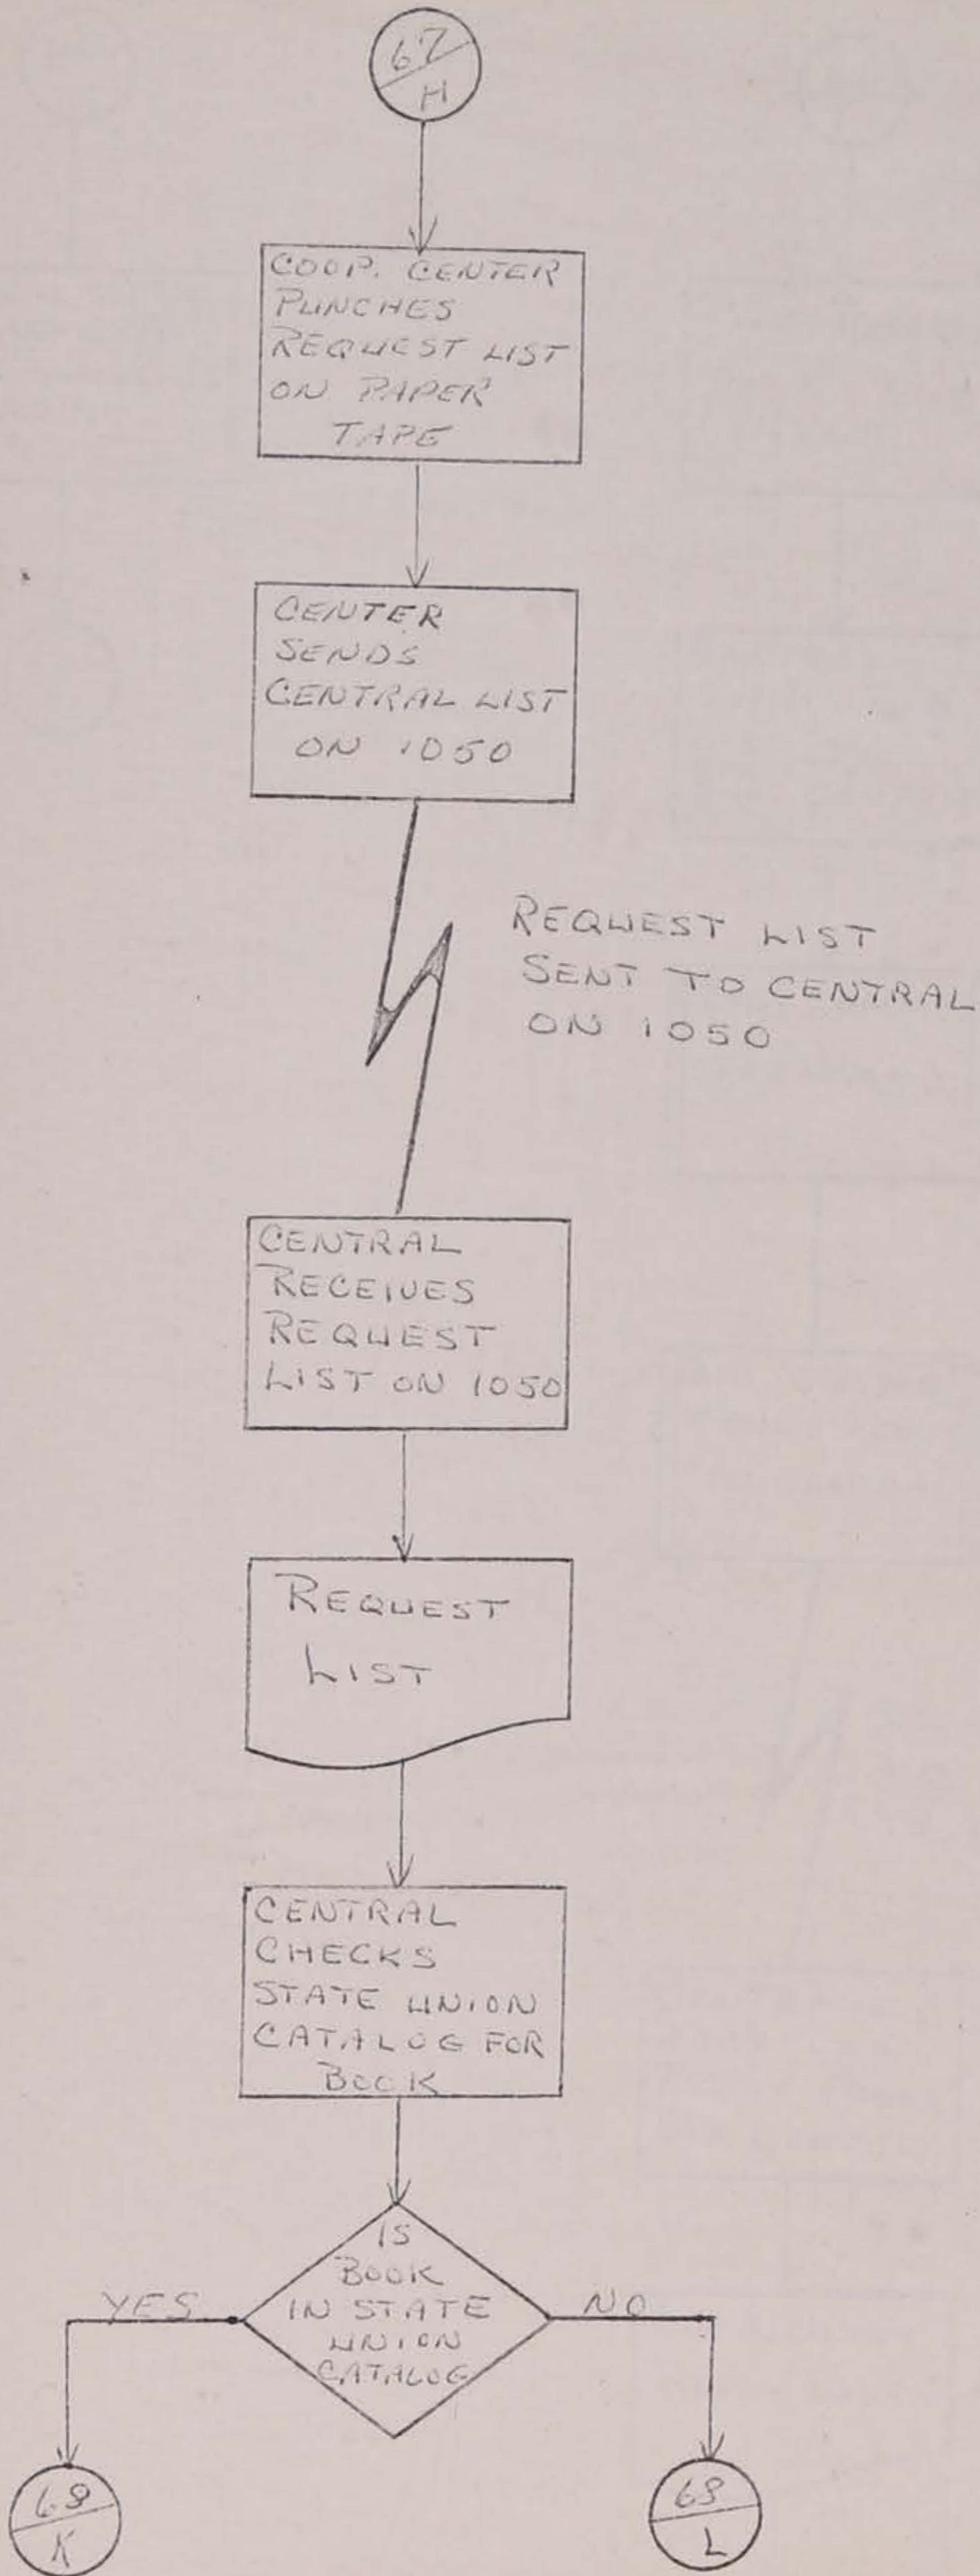 67
H
COOP. CENTER
PUNCHES
REQUEST LIST
ON PAPER
TAPE
CENTER
SENDS
CENTRAL LIST
ON 1050
REQUEST LIST
SENT TO CENTRAL
ON 1050
CENTRAL
RECEIVES
REQUEST
LIST ON 1050
REQUEST
LIST
CENTRAL
CHECKS
STATE UNION
CATALOG FOR
BOOK
IS
BOOK
IN STATE
UNION
CATALOG
YES
NO
K
L